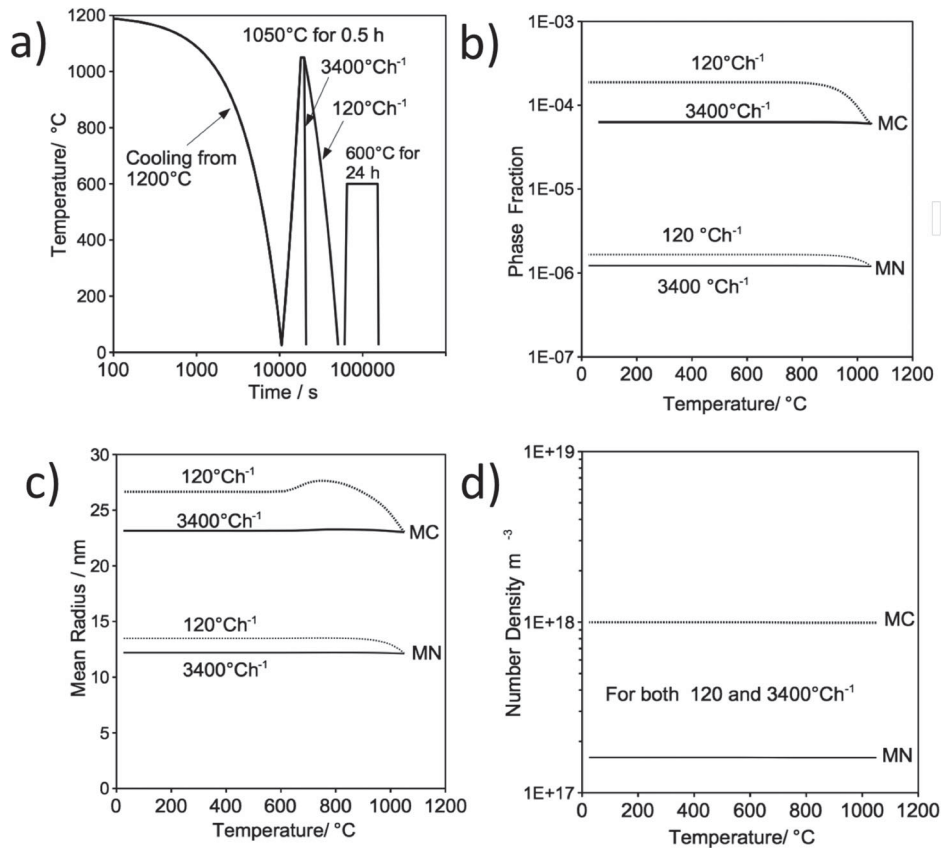 a)
1200
1000
800
600
400
200
0
100
1000
10000
100000
Temperature/ °C
Time / s
1050°C for 0.5 h
3400°Ch⁻¹
120°Ch⁻¹
Cooling from
1200°C
600°C for
24 h
b)
1E-03
1E-04
1E-05
1E-06
1E-07
0
200
400
600
800
1000
1200
Phase Fraction
Temperature/ °C
120°Ch⁻¹
3400°Ch⁻¹
MC
120 °Ch⁻¹
MN
3400 °Ch⁻¹
c)
30
25
20
15
10
5
0
0
200
400
600
800
1000
1200
Mean Radius / nm
Temperature/ °C
120°Ch⁻¹
3400°Ch⁻¹
MC
120°Ch⁻¹
MN
3400°Ch⁻¹
d)
1E+19
1E+18
1E+17
0
200
400
600
800
1000
1200
Number Density m ⁻³
Temperature/ °C
MC
For both 120 and 3400°Ch⁻¹
MN